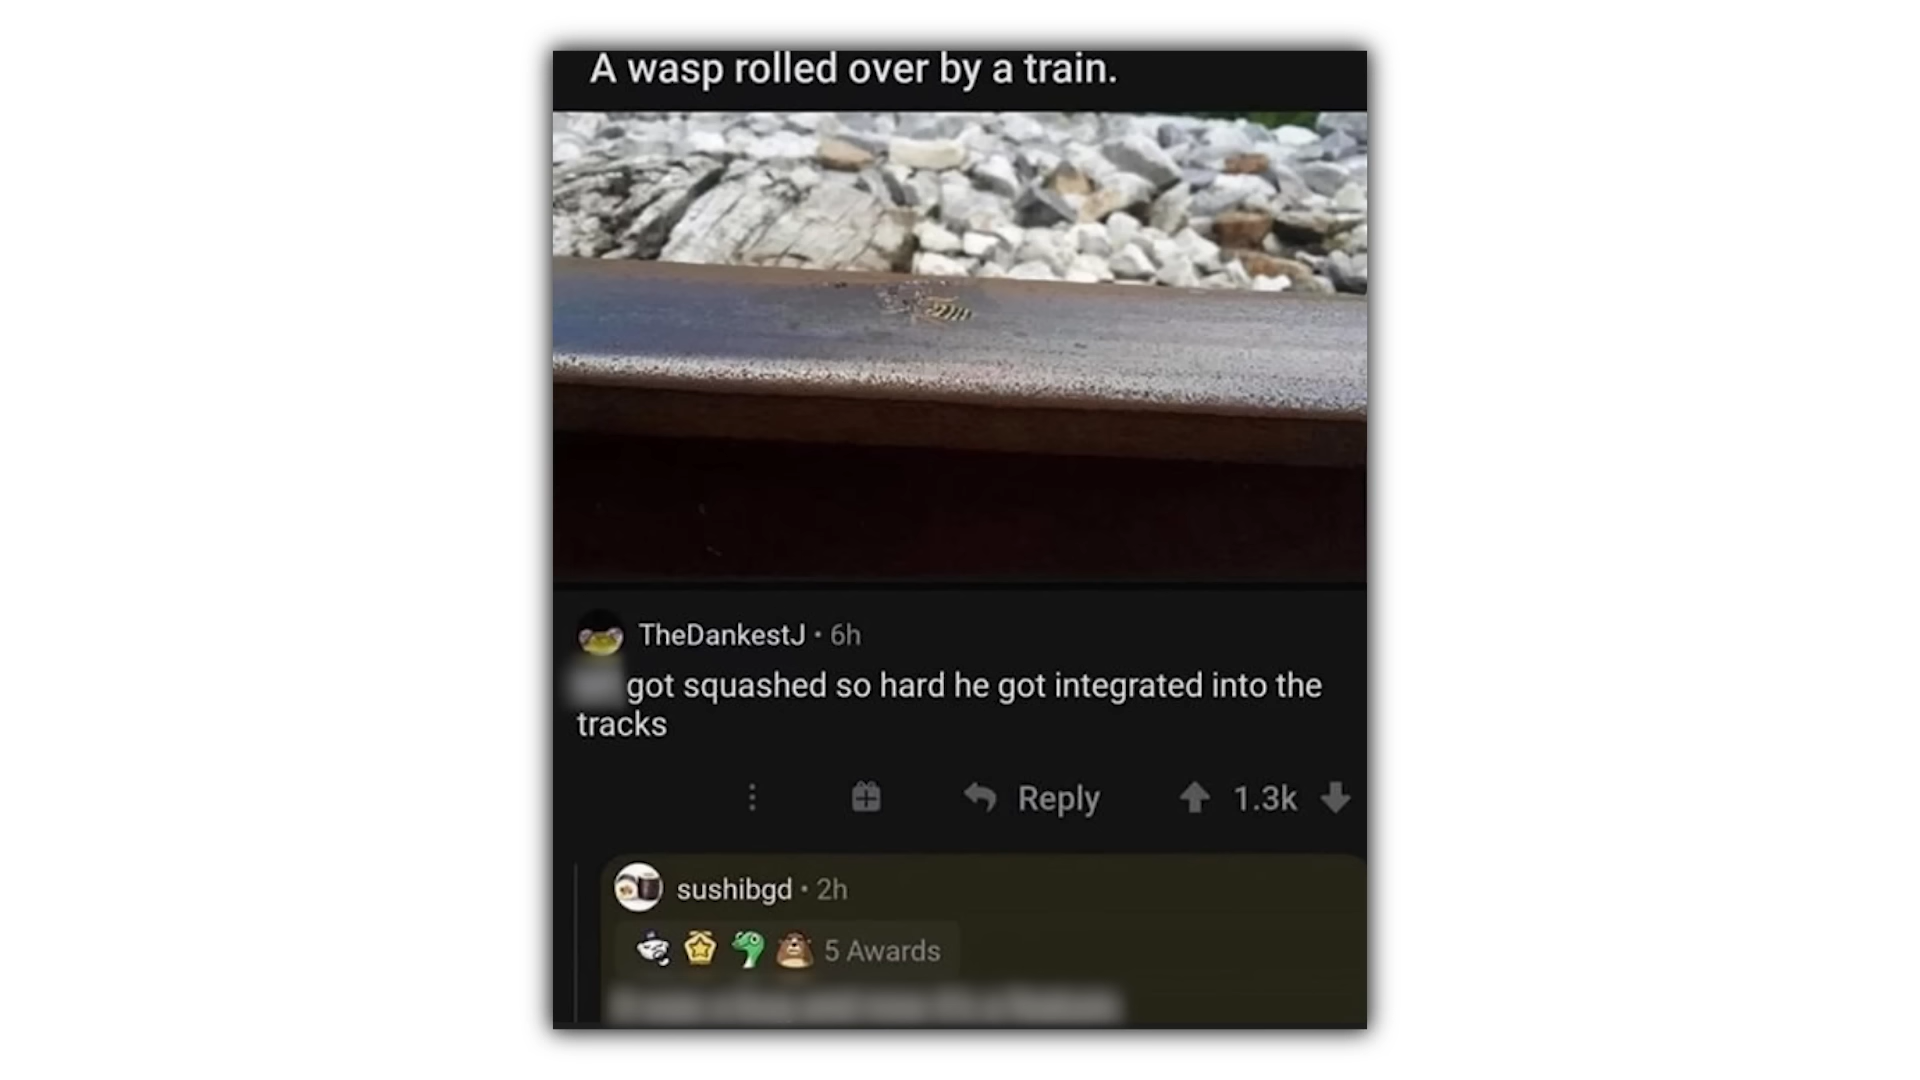 A wasp rolled over by a train.
TheDankestJ • 6h
got squashed so hard he got integrated into the
tracks
Reply 1.3k
sushibgd • 2h
5 Awards